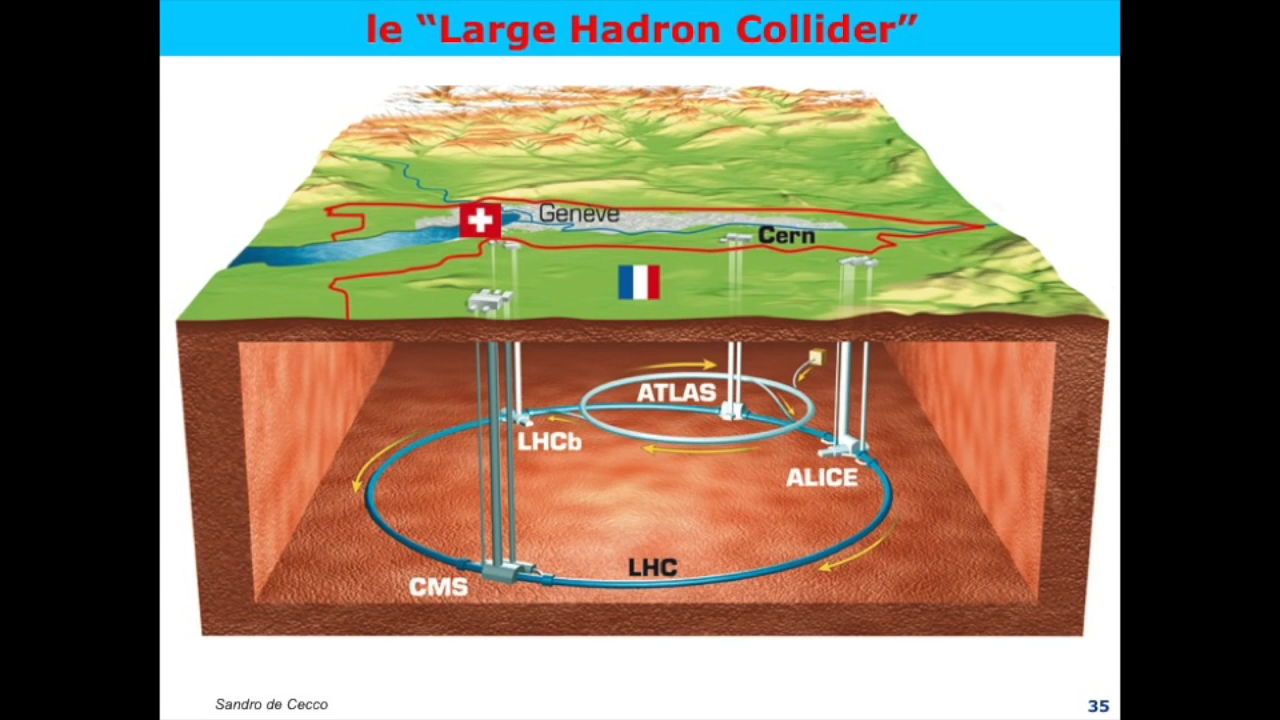 le “Large Hadron Collider”
Geneve
Cern
ATLAS
LHCb
ALICE
LHC
CMS
Sandro de Cecco
35